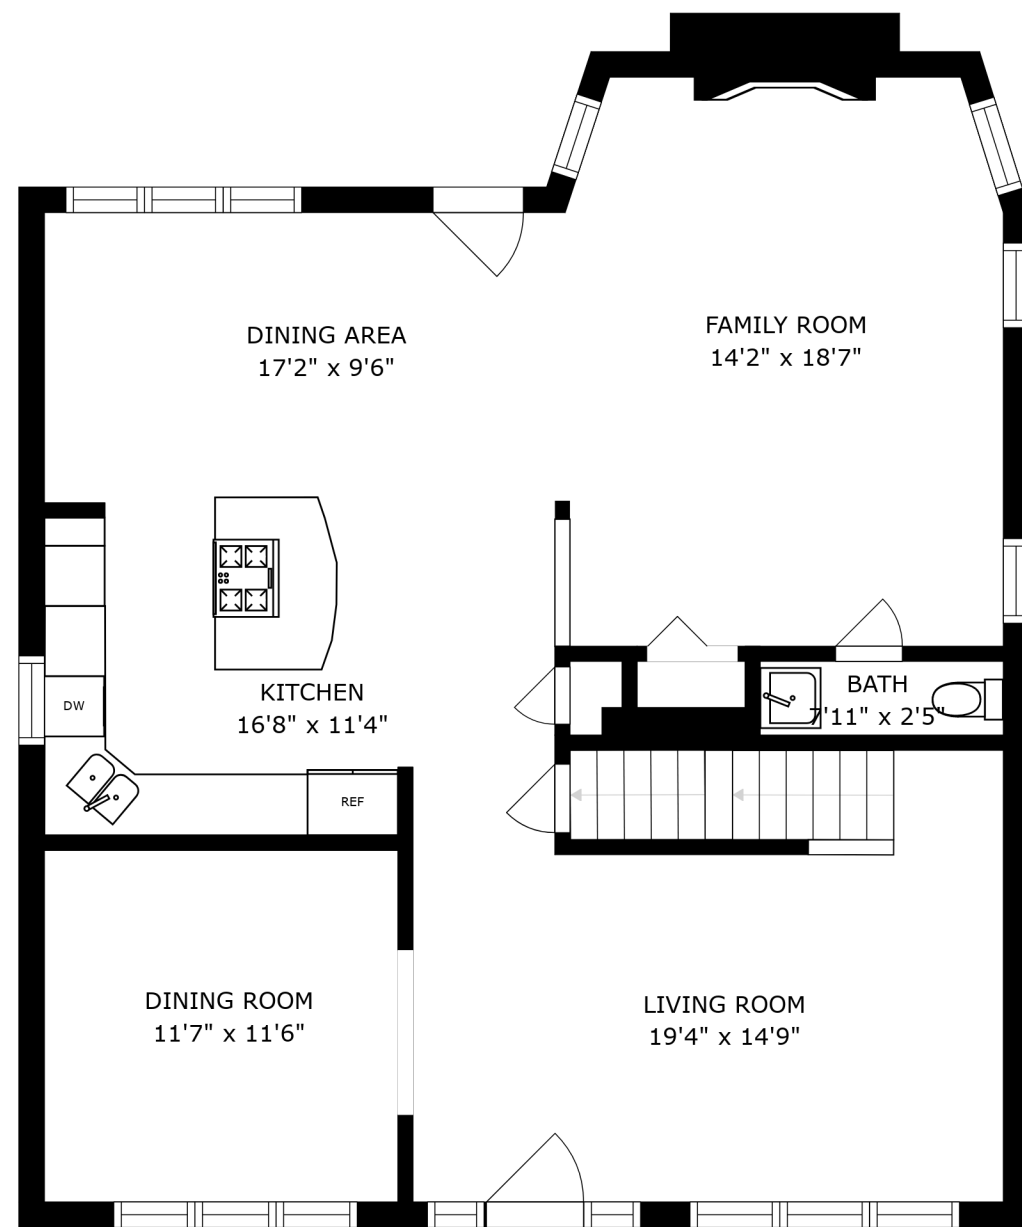 FAMILY ROOM
14'2" x 18'7"
DINING AREA
17'2" x 9'6"
KITCHEN
16'8" x 11'4"
BATH
7'11" x 2'5"
DW
REF
DINING ROOM
11'7" x 11'6"
LIVING ROOM
19'4" x 14'9"